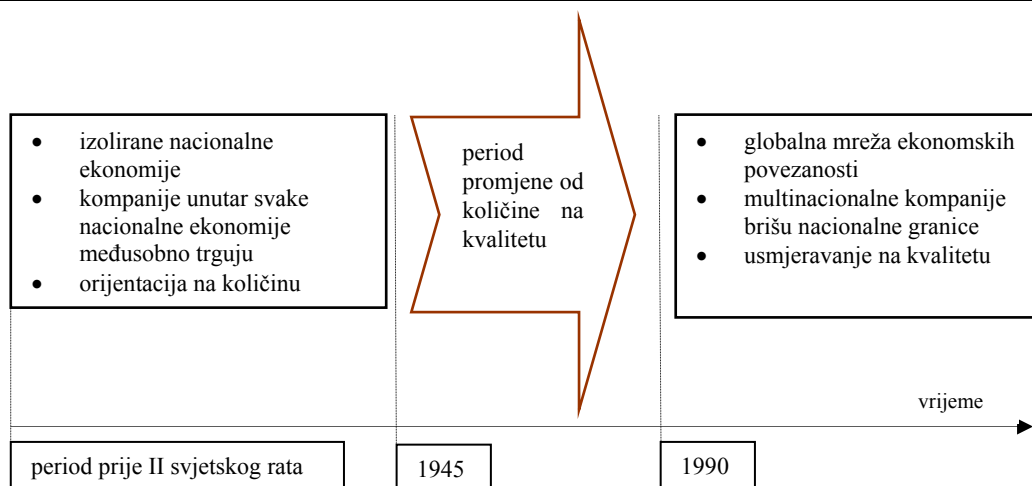 • izolirane nacionalne
ekonomije
• kompanije unutar svake
nacionalne ekonomije
međusobno trguju
• orijentacija na količinu
period
promjene od
količine na
kvalitetu
• globalna mreža ekonomskih
povezanosti
• multinacionalne kompanije
brišu nacionalne granice
• usmjeravanje na kvalitetu
vrijeme
period prije II svjetskog rata
1945
1990